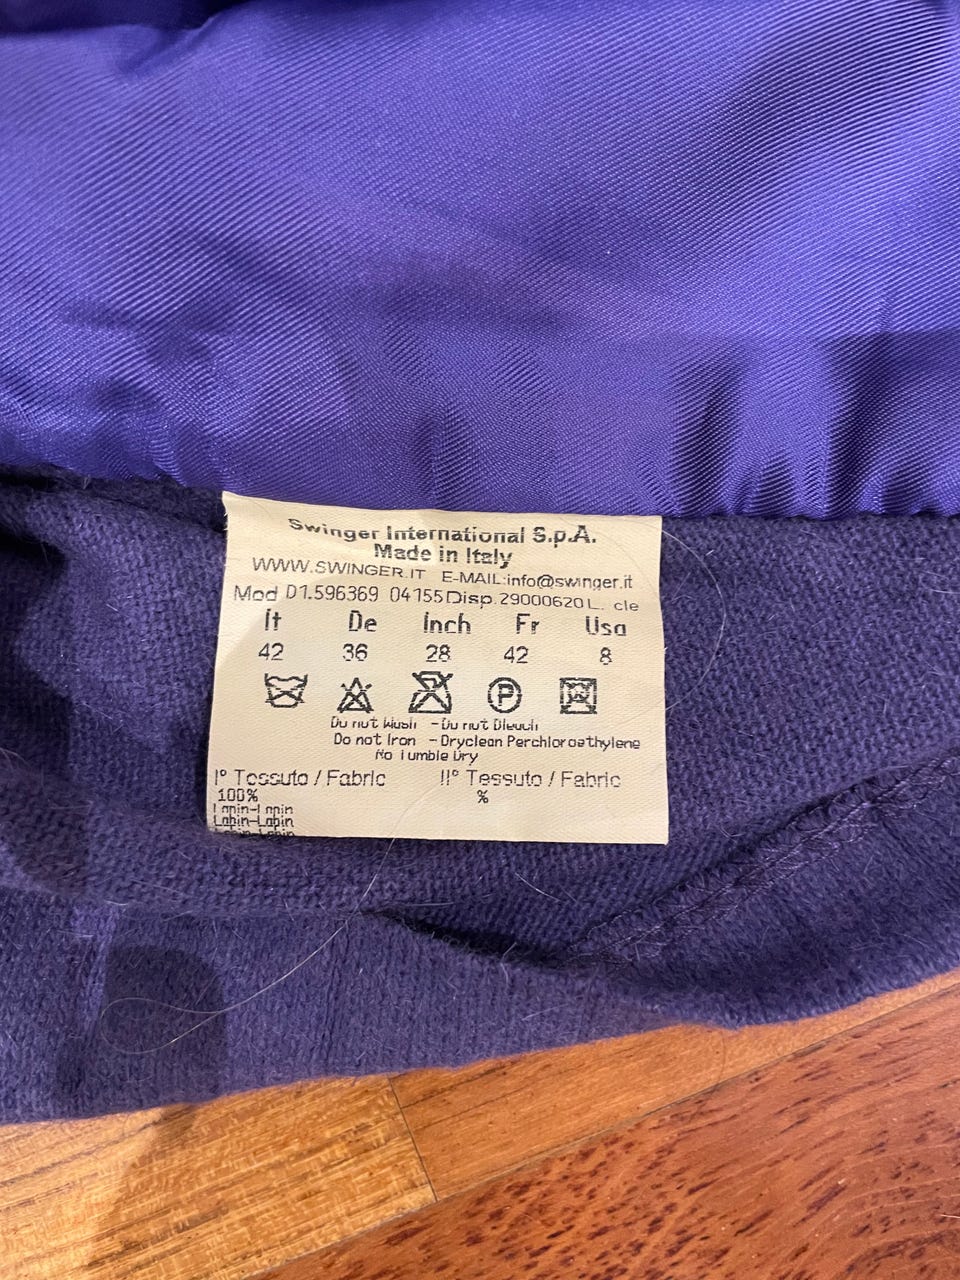 Swinger International S.p.A.
Made in Italy
WWW.SWINGER.IT E-MAIL:info@swinger.it
Mod D1.596369 04155 Disp.29000620 L. cle
It De Inch Fr Usa
42 36 28 42 8
P
Do not Wash - Do not Bleach
Do not Iron - Dryclean Perchloroethylene
No Tumble Dry
I° Tessuto / Fabric II° Tessuto / Fabric
100% %
Lapin-Lapin
Lapin-Lapin
Lapin-Lapin